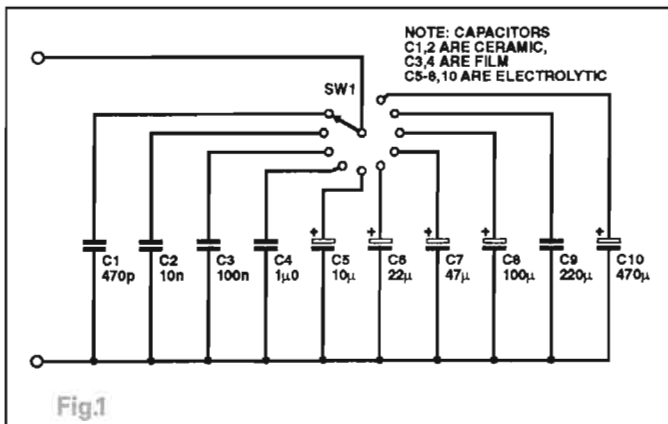 NOTE: CAPACITORS
C1,2 ARE CERAMIC,
C3,4 ARE FILM
C5-8,10 ARE ELECTROLYTIC
SW1
+ + + + +
C1 C2 C3 C4 C5 C6 C7 C8 C9 C10
470p 10n 100n 1μ0 10μ 22μ 47μ 100μ 220μ 470μ
Fig.1